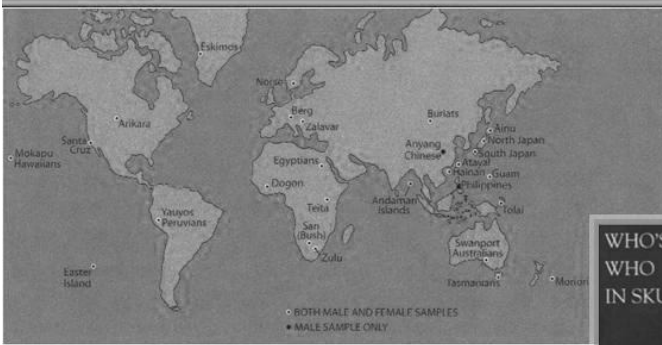 Eskimos
Norse
Berg
Zalavar
Buriats
Arikara
Ainu
North Japan
South Japan
Santa
Cruz
Anyang
Chinese
Atayal
Hainan
Guam
Philippines
Mokapu
Hawaiians
Egyptians
Dogon
Teita
Andaman
Islands
Tolai
Yauyos
Peruvians
San
(Bush)
Zulu
Swanport
Australians
Easter
Island
Tasmanians
Moriori
BOTH MALE AND FEMALE SAMPLES
MALE SAMPLE ONLY
WHO'S
WHO
IN SKU